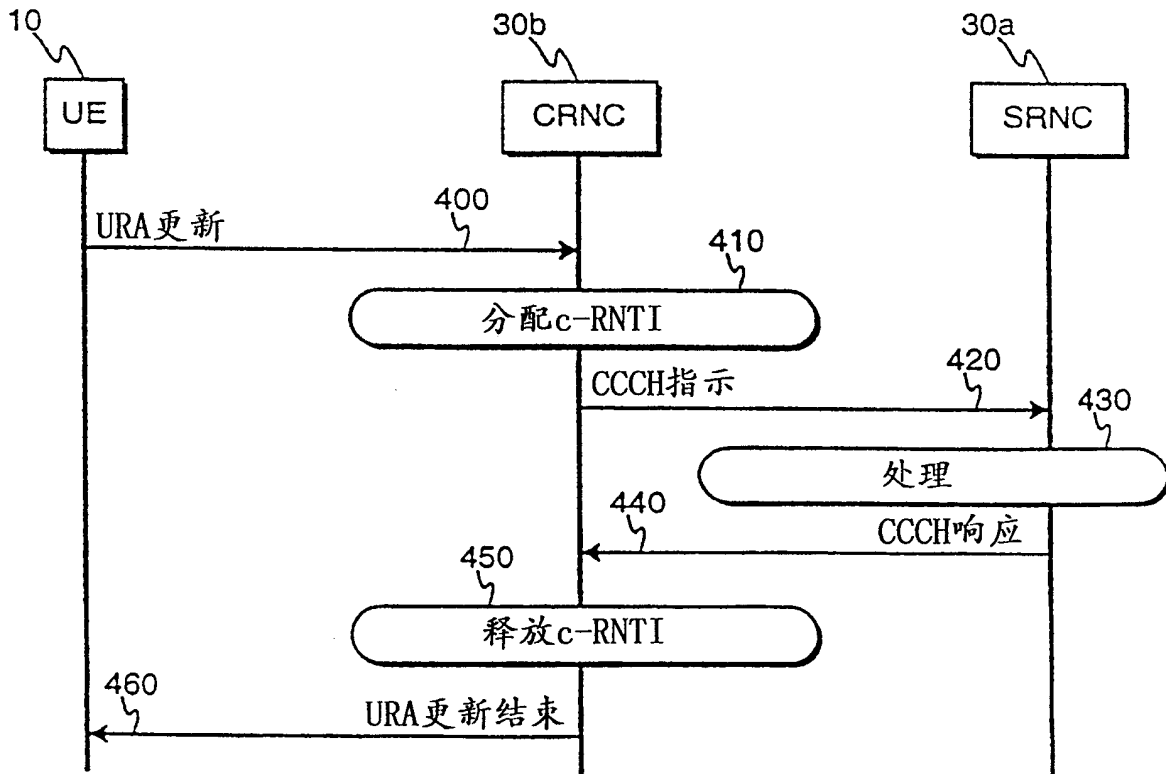 10
30b
30a
UE
CRNC
SRNC
URA更新
400
410
分配c-RNTI
CCCH指示
420
430
处理
440
CCCH响应
450
释放c-RNTI
460
URA更新结束